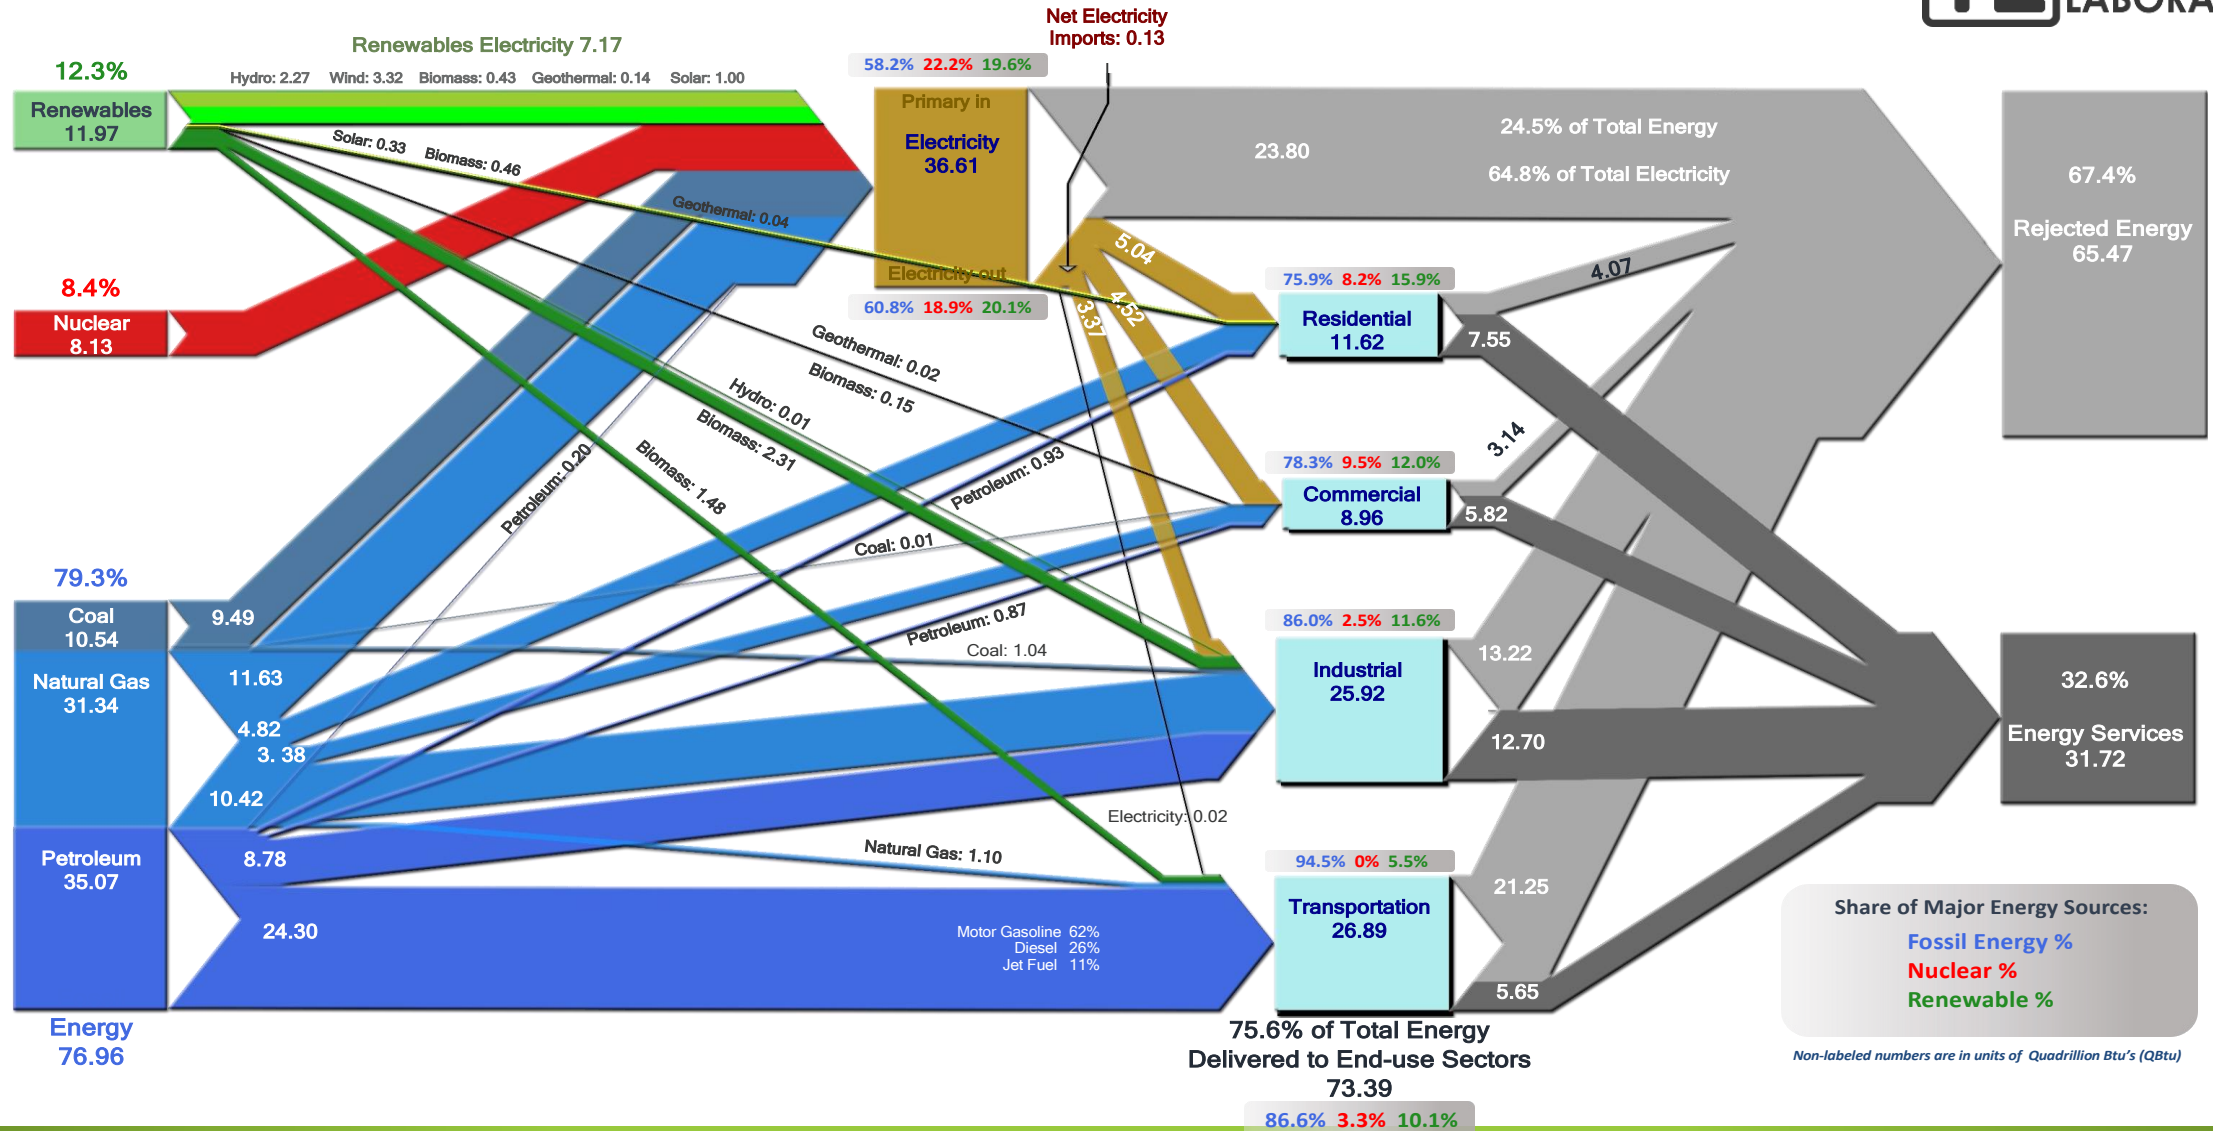 LABORA
Net Electricity
Imports: 0.13
Renewables Electricity 7.17
Hydro: 2.27 Wind: 3.32 Biomass: 0.43 Geothermal: 0.14 Solar: 1.00
58.2% 22.2% 19.6%
12.3%
Renewables
11.97
Primary in
Electricity
36.61
Electricity out
60.8% 18.9% 20.1%
23.80
24.5% of Total Energy
64.8% of Total Electricity
67.4%
Rejected Energy
65.47
Solar: 0.33 Biomass: 0.46
Geothermal: 0.04
8.4%
Nuclear
8.13
5.04
4.52
3.37
75.9% 8.2% 15.9%
Residential
11.62
4.07
7.55
Geothermal: 0.02
Biomass: 0.15
Hydro: 0.01
Biomass: 2.31
Biomass: 1.48
Petroleum: 0.20
Petroleum: 0.93
78.3% 9.5% 12.0%
Commercial
8.96
3.14
5.82
79.3%
Coal
10.54
9.49
Natural Gas
31.34
11.63
4.82
3. 38
10.42
Coal: 0.01
Petroleum: 0.87
Coal: 1.04
86.0% 2.5% 11.6%
Industrial
25.92
13.22
12.70
32.6%
Energy Services
31.72
Petroleum
35.07
8.78
24.30
Electricity: 0.02
Natural Gas: 1.10
Motor Gasoline 62%
Diesel 26%
Jet Fuel 11%
94.5% 0% 5.5%
Transportation
26.89
21.25
5.65
Energy
76.96
75.6% of Total Energy
Delivered to End-use Sectors
73.39
86.6% 3.3% 10.1%
Share of Major Energy Sources:
Fossil Energy %
Nuclear %
Renewable %
Non-labeled numbers are in units of Quadrillion Btu's (QBtu)